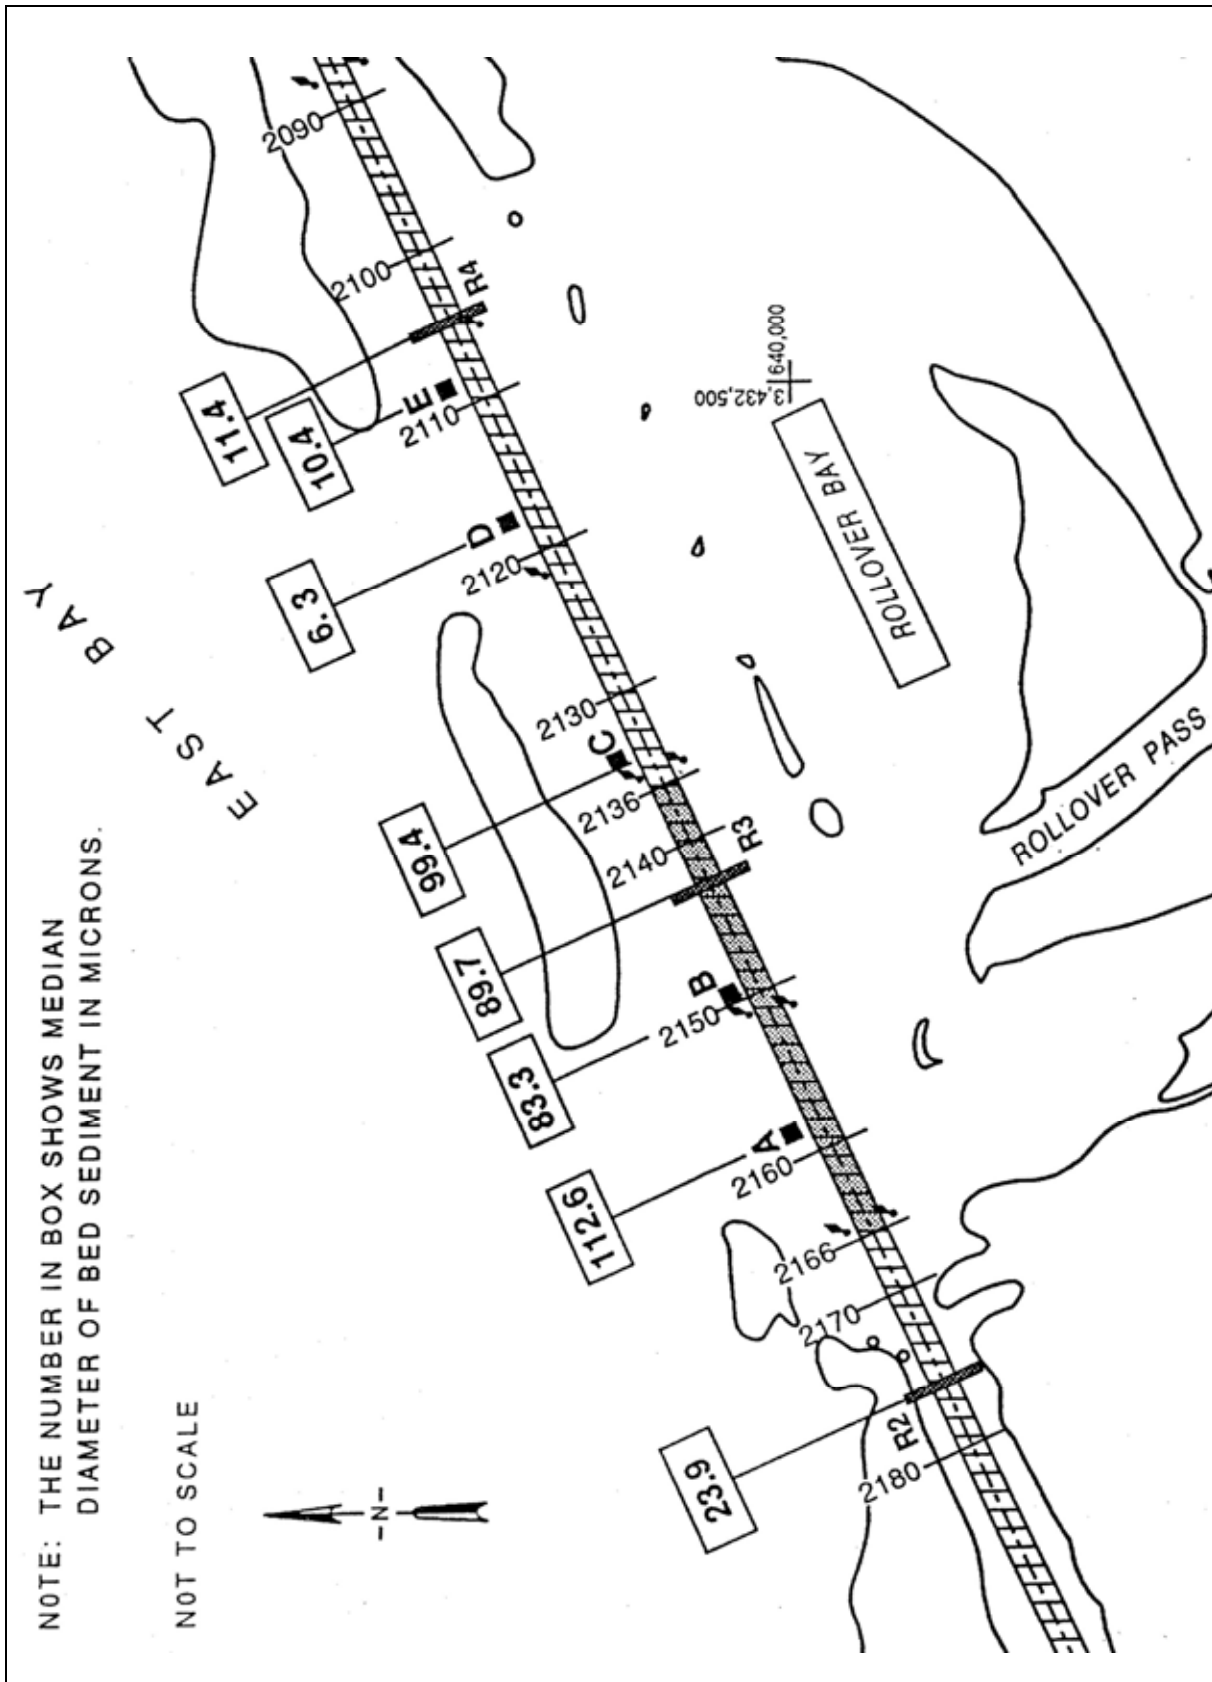 NOTE: THE NUMBER IN BOX SHOWS MEDIAN
DIAMETER OF BED SEDIMENT IN MICRONS.
NOT TO SCALE
-N-
EAST BAY
23.9
112.6
83.3
89.7
99.4
6.3
10.4
11.4
R2
A
B
R3
C
D
E
R4
2180
2170
2166
2160
2150
2140
2136
2130
2120
2110
2100
2090
3,432,500
640,000
ROLLOVER BAY
ROLLOVER PASS